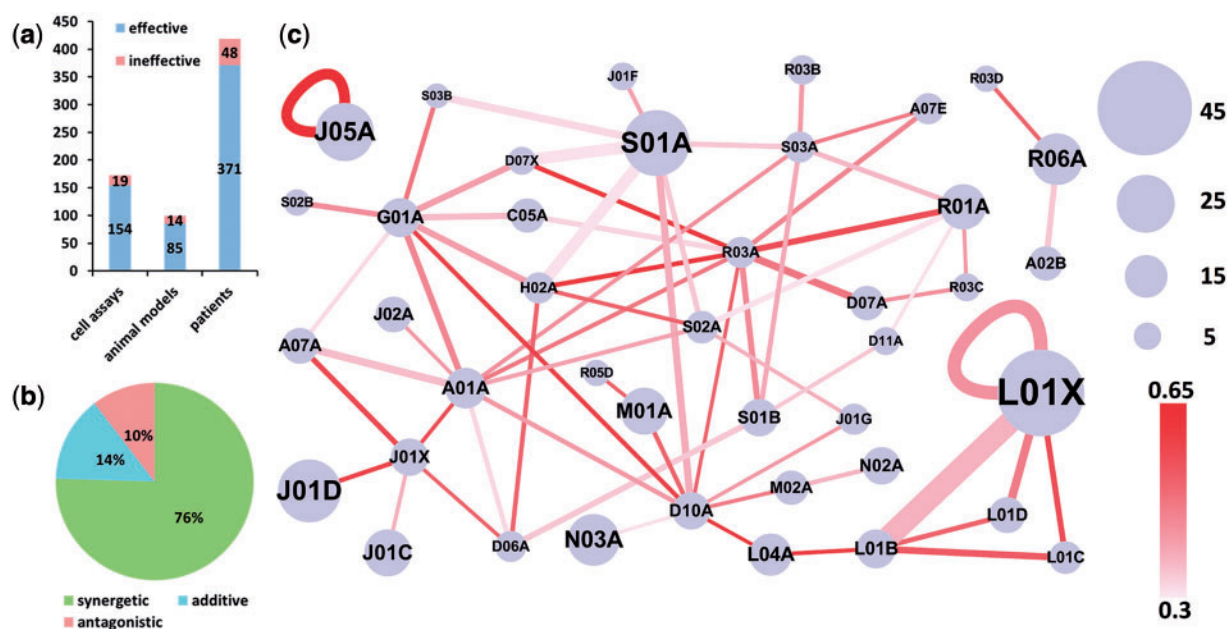 (a)
450
400
350
300
250
200
150
100
50
0
effective
ineffective
19
154
14
85
48
371
cell assays
animal models
patients
(b)
10%
14%
76%
synergetic
additive
antagonistic
(c)
J05A
S03B
J01F
R03B
R03D
A07E
S01A
S03A
R06A
D07X
S02B
G01A
C05A
R01A
R03A
A02B
H02A
D07A
R03C
J02A
S02A
A07A
D11A
R05D
A01A
M01A
S01B
J01G
L01X
J01X
N02A
M02A
J01D
D10A
L01D
N03A
J01C
D06A
L04A
L01B
L01C
45
25
15
5
0.65
0.3